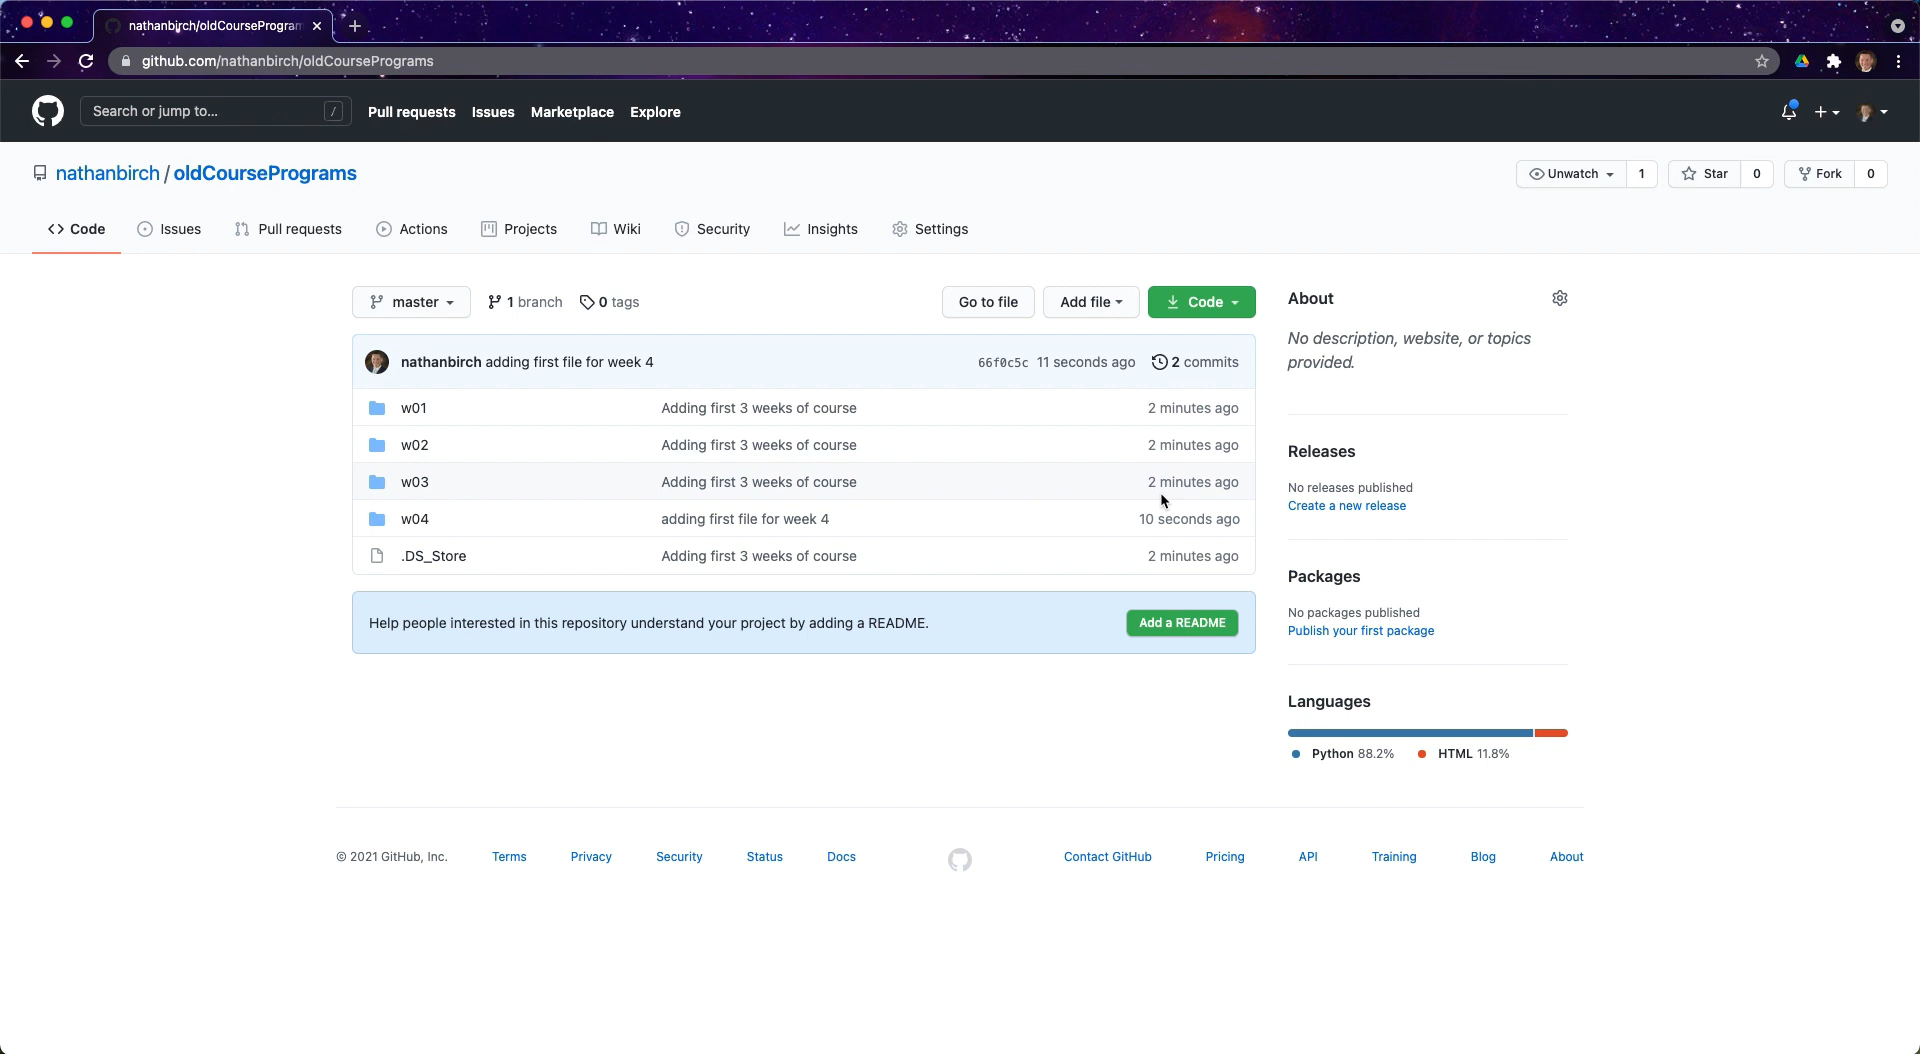 nathanbirch/oldCourseProgram
github.com/nathanbirch/oldCoursePrograms
Search or jump to... /
Pull requests Issues Marketplace Explore
nathanbirch / oldCoursePrograms
Unwatch 1 Star 0 Fork 0
Code Issues Pull requests Actions Projects Wiki Security Insights Settings
master 1 branch 0 tags Go to file Add file Code
nathanbirch adding first file for week 4 66f0c5c 11 seconds ago 2 commits
w01 Adding first 3 weeks of course 2 minutes ago
w02 Adding first 3 weeks of course 2 minutes ago
w03 Adding first 3 weeks of course 2 minutes ago
w04 adding first file for week 4 10 seconds ago
.DS_Store Adding first 3 weeks of course 2 minutes ago
Help people interested in this repository understand your project by adding a README. Add a README
About
No description, website, or topics
provided.
Releases
No releases published
Create a new release
Packages
No packages published
Publish your first package
Languages
Python 88.2% HTML 11.8%
© 2021 GitHub, Inc. Terms Privacy Security Status Docs Contact GitHub Pricing API Training Blog About